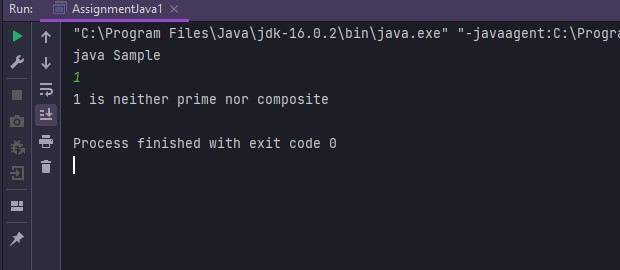 Run: AssignmentJava1
"C:\Program Files\Java\jdk-16.0.2\bin\java.exe" "-javaagent:C:\Progra
java Sample
1
1 is neither prime nor composite
Process finished with exit code 0